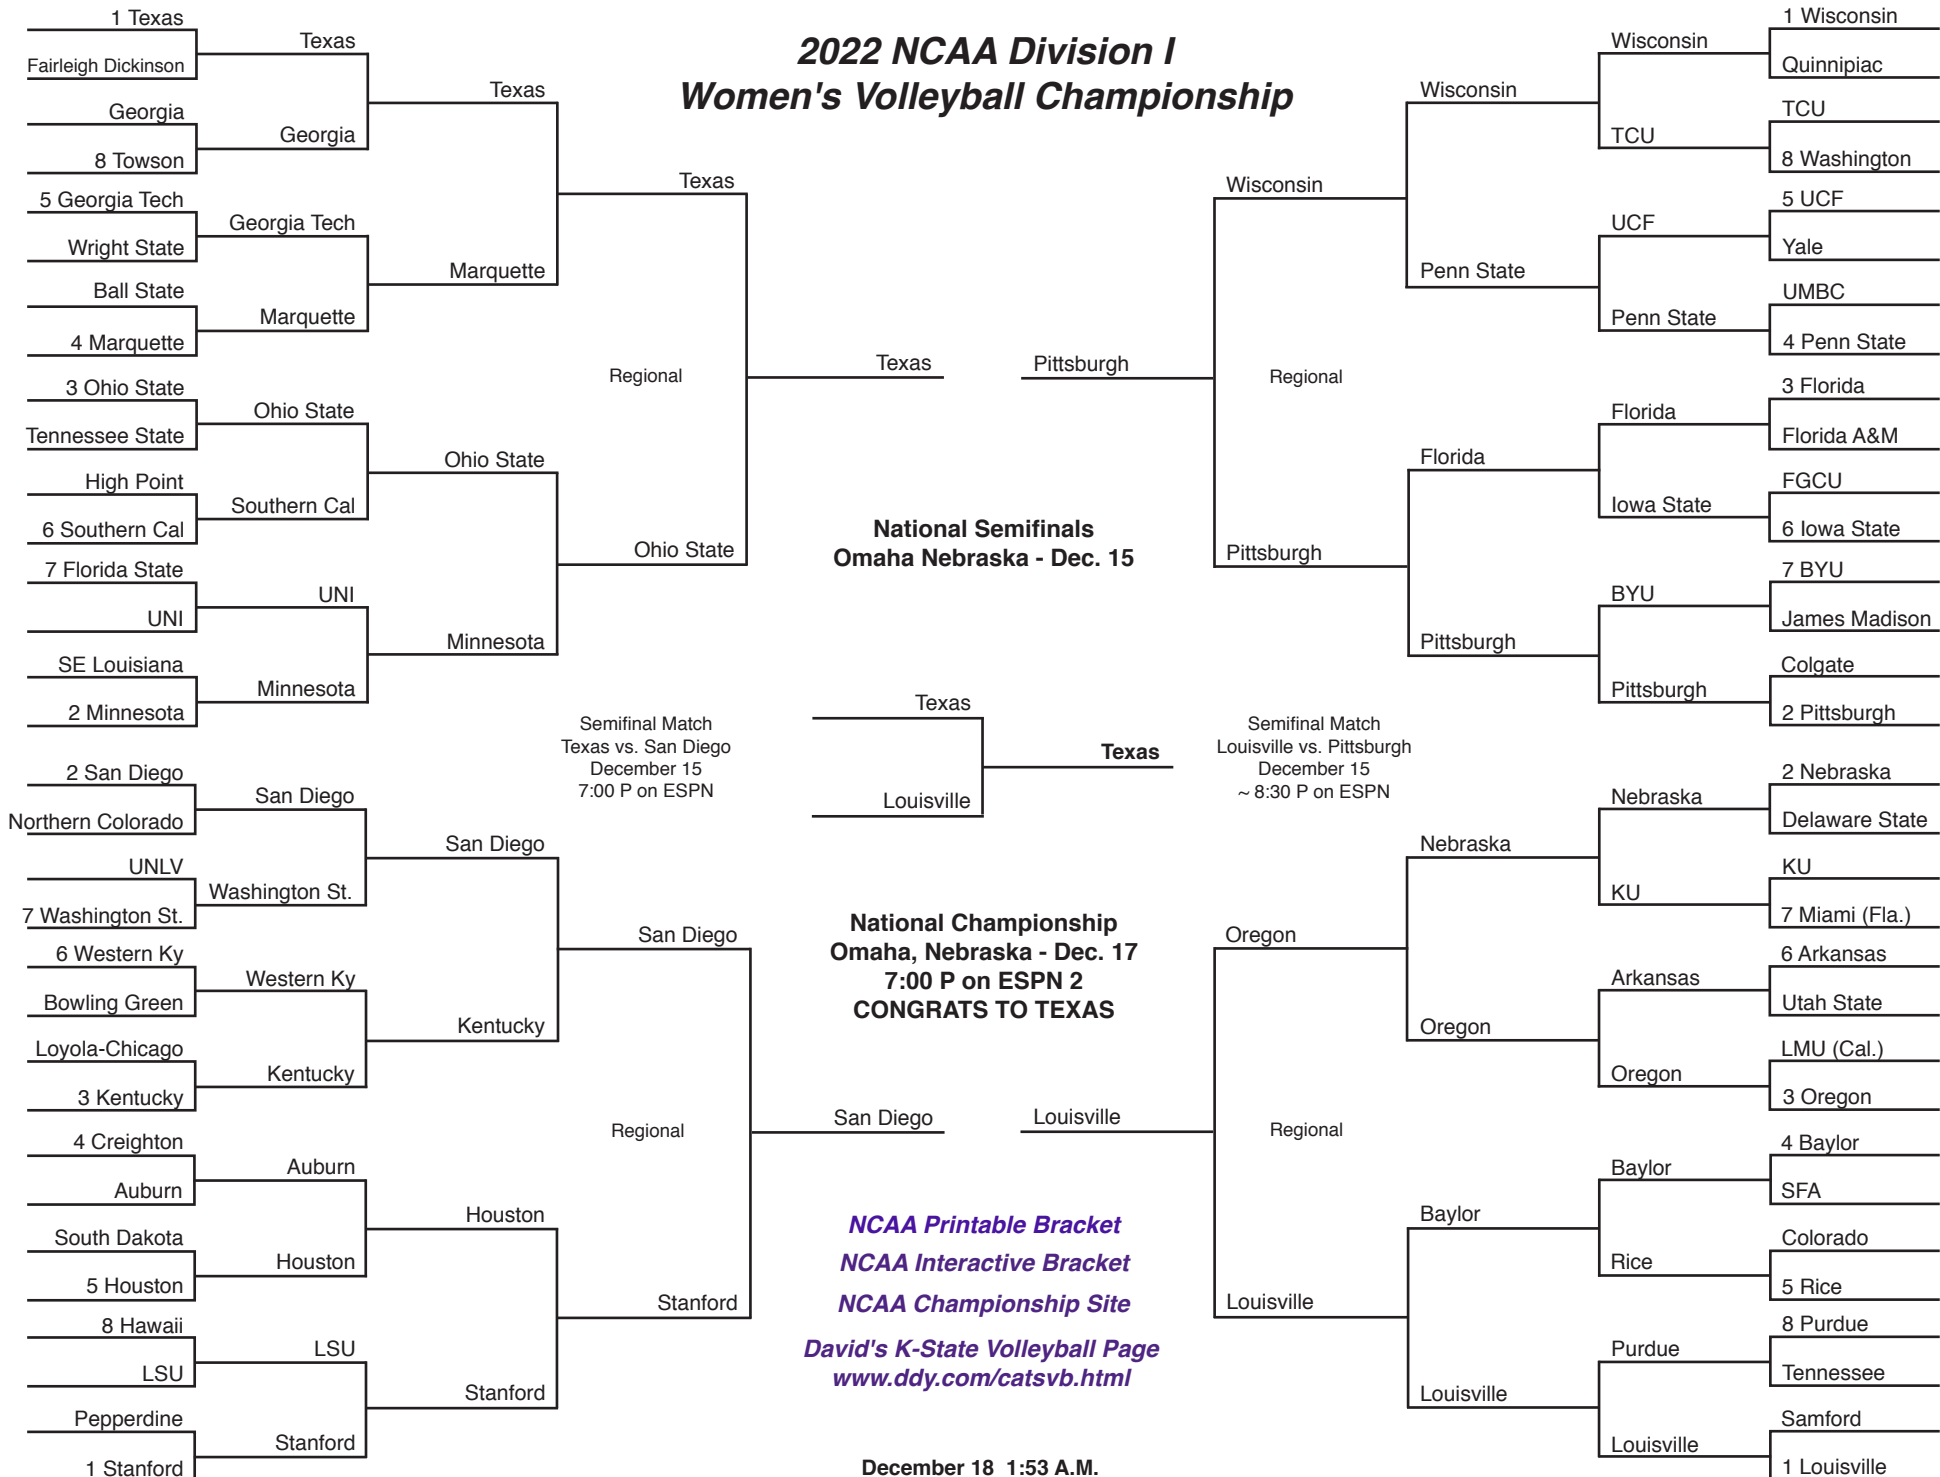 2022 NCAA Division I
Women's Volleyball Championship
1 Texas
Fairleigh Dickinson
Georgia
8 Towson
5 Georgia Tech
Wright State
Ball State
4 Marquette
3 Ohio State
Tennessee State
High Point
6 Southern Cal
7 Florida State
UNI
SE Louisiana
2 Minnesota
Texas
Georgia
Georgia Tech
Marquette
Ohio State
Southern Cal
UNI
Minnesota
Texas
Marquette
Ohio State
Minnesota
Texas
Ohio State
Regional
Texas
2 San Diego
Northern Colorado
UNLV
7 Washington St.
6 Western Ky
Bowling Green
Loyola-Chicago
3 Kentucky
4 Creighton
Auburn
South Dakota
5 Houston
8 Hawaii
LSU
Pepperdine
1 Stanford
San Diego
Washington St.
Western Ky
Kentucky
Auburn
Houston
LSU
Stanford
San Diego
Kentucky
Houston
Stanford
San Diego
Stanford
Regional
San Diego
National Semifinals
Omaha Nebraska - Dec. 15
Semifinal Match
Texas vs. San Diego
December 15
7:00 P on ESPN
Texas
Louisville
Texas
Semifinal Match
Louisville vs. Pittsburgh
December 15
~ 8:30 P on ESPN
National Championship
Omaha, Nebraska - Dec. 17
7:00 P on ESPN 2
CONGRATS TO TEXAS
NCAA Printable Bracket
NCAA Interactive Bracket
NCAA Championship Site
David's K-State Volleyball Page
www.ddy.com/catsvb.html
December 18 1:53 A.M.
Pittsburgh
Regional
Wisconsin
Pittsburgh
Wisconsin
Penn State
Florida
Pittsburgh
Wisconsin
TCU
UCF
Penn State
Florida
Iowa State
BYU
Pittsburgh
1 Wisconsin
Quinnipiac
TCU
8 Washington
5 UCF
Yale
UMBC
4 Penn State
3 Florida
Florida A&M
FGCU
6 Iowa State
7 BYU
James Madison
Colgate
2 Pittsburgh
Louisville
Regional
Oregon
Louisville
Nebraska
Oregon
Baylor
Louisville
Nebraska
KU
Arkansas
Oregon
Baylor
Rice
Purdue
Louisville
2 Nebraska
Delaware State
KU
7 Miami (Fla.)
6 Arkansas
Utah State
LMU (Cal.)
3 Oregon
4 Baylor
SFA
Colorado
5 Rice
8 Purdue
Tennessee
Samford
1 Louisville